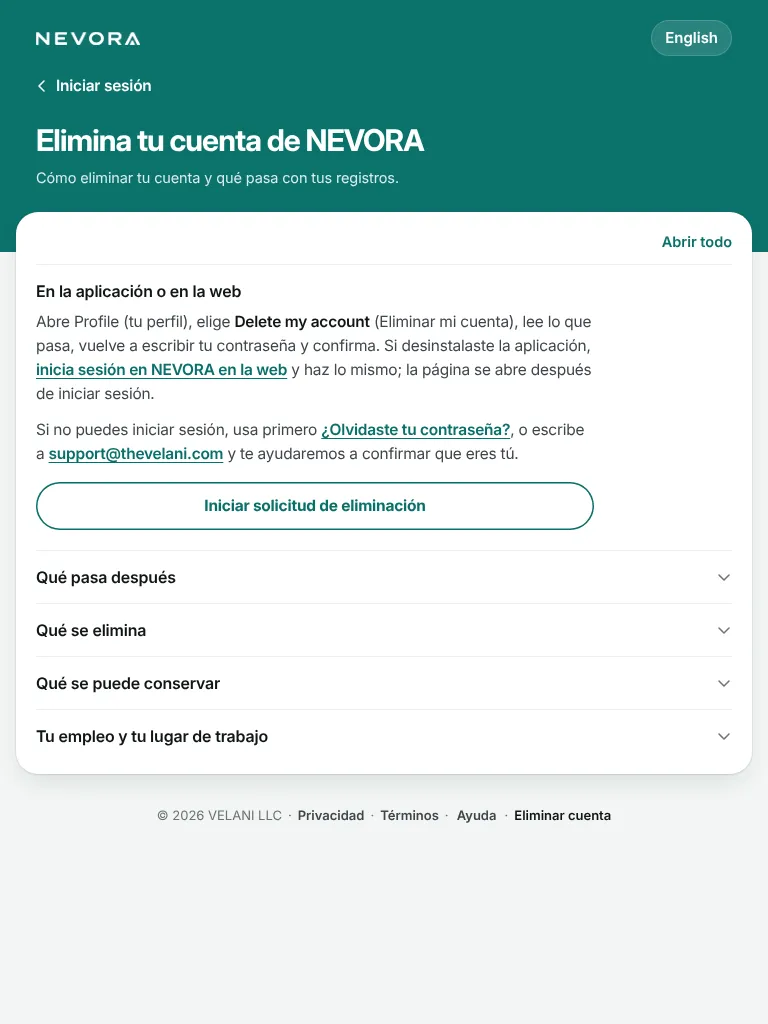 NEVORA
English
Iniciar sesión
Elimina tu cuenta de NEVORA
Cómo eliminar tu cuenta y qué pasa con tus registros.
Abrir todo
En la aplicación o en la web
Abre Profile (tu perfil), elige Delete my account (Eliminar mi cuenta), lee lo que
pasa, vuelve a escribir tu contraseña y confirma. Si desinstalaste la aplicación,
inicia sesión en NEVORA en la web y haz lo mismo; la página se abre después
de iniciar sesión.
Si no puedes iniciar sesión, usa primero ¿Olvidaste tu contraseña?, o escribe
a support@thevelani.com y te ayudaremos a confirmar que eres tú.
Iniciar solicitud de eliminación
Qué pasa después
Qué se elimina
Qué se puede conservar
Tu empleo y tu lugar de trabajo
© 2026 VELANI LLC · Privacidad · Términos · Ayuda · Eliminar cuenta